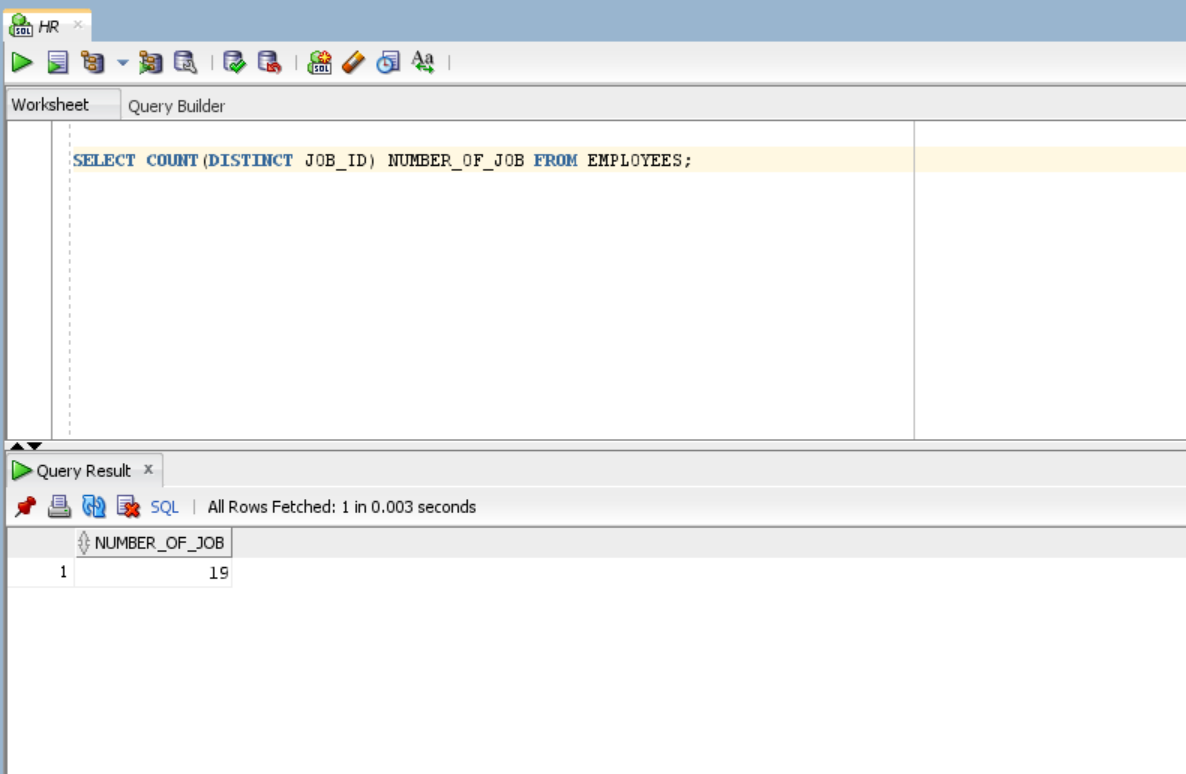 HR
Worksheet Query Builder
SELECT COUNT(DISTINCT JOB_ID) NUMBER_OF_JOB FROM EMPLOYEES;
Query Result x
SQL | All Rows Fetched: 1 in 0.003 seconds
NUMBER_OF_JOB
1 19